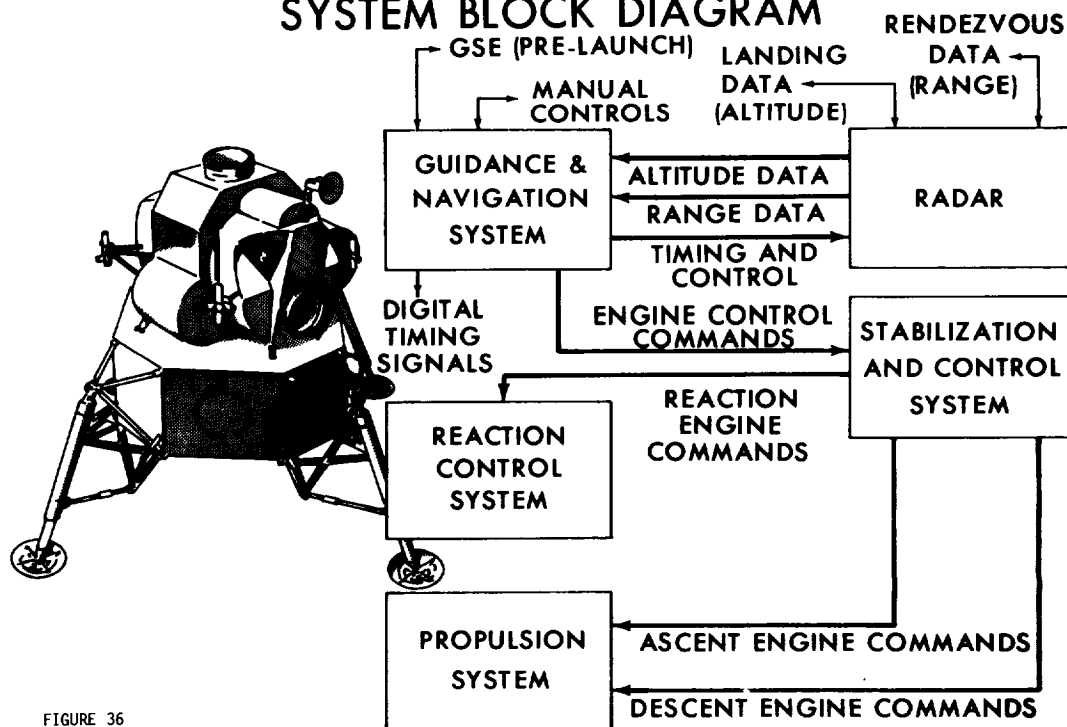 SYSTEM BLOCK DIAGRAM
GSE (PRE-LAUNCH)
MANUAL
CONTROLS
LANDING
DATA
(ALTITUDE)
RENDEZVOUS
DATA
(RANGE)
GUIDANCE &
NAVIGATION
SYSTEM
ALTITUDE DATA
RANGE DATA
TIMING AND
CONTROL
RADAR
DIGITAL
TIMING
SIGNALS
ENGINE CONTROL
COMMANDS
STABILIZATION
AND CONTROL
SYSTEM
REACTION
ENGINE
COMMANDS
REACTION
CONTROL
SYSTEM
PROPULSION
SYSTEM
ASCENT ENGINE COMMANDS
DESCENT ENGINE COMMANDS
FIGURE 36